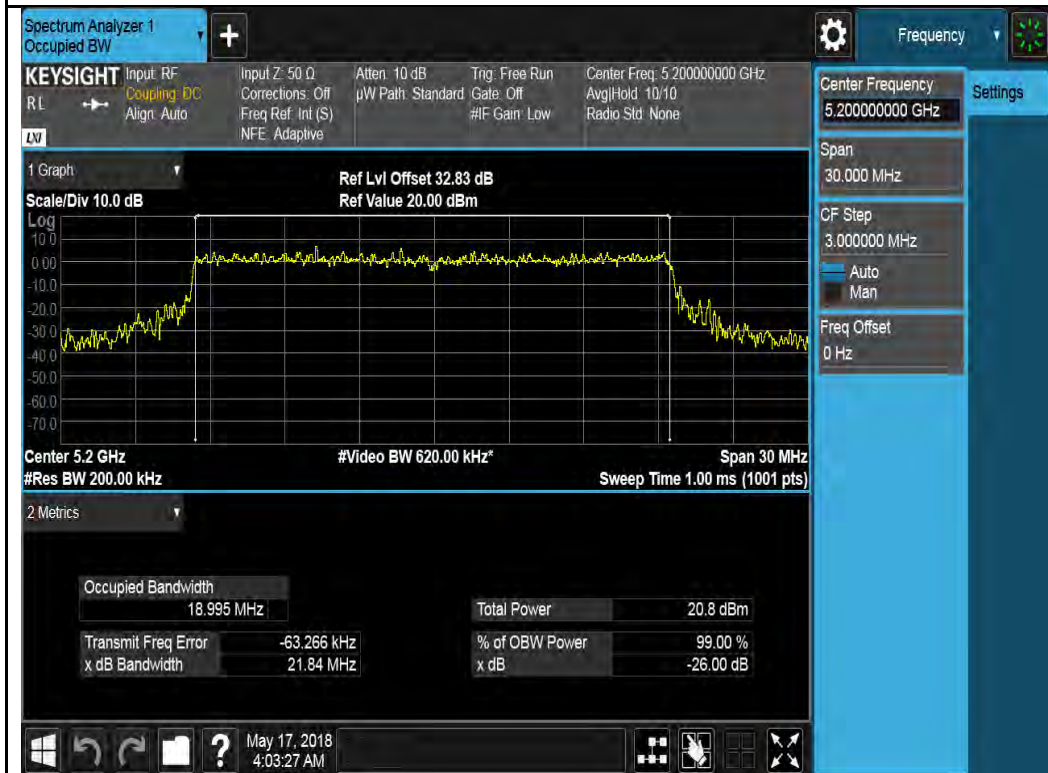 Spectrum Analyzer 1
Occupied BW
+
Frequency
KEYSIGHT
RL
LXI
Input: RF
Coupling: DC
Align: Auto
Input Z: 50 Ω
Corrections: Off
Freq Ref: Int (S)
NFE: Adaptive
Atten: 10 dB
µW Path: Standard
Trig: Free Run
Gate: Off
#IF Gain: Low
Center Freq: 5.200000000 GHz
Avg|Hold: 10/10
Radio Std: None
Center Frequency
5.200000000 GHz
Settings
Span
30.000 MHz
CF Step
3.000000 MHz
Auto
Man
Freq Offset
0 Hz
1 Graph
Scale/Div 10.0 dB
Ref Lvl Offset 32.83 dB
Ref Value 20.00 dBm
Log
10.0
0.00
-10.0
-20.0
-30.0
-40.0
-50.0
-60.0
-70.0
Center 5.2 GHz
#Video BW 620.00 kHz*
Span 30 MHz
#Res BW 200.00 kHz
Sweep Time 1.00 ms (1001 pts)
2 Metrics
Occupied Bandwidth
18.995 MHz
Total Power 20.8 dBm
Transmit Freq Error -63.266 kHz
% of OBW Power 99.00 %
x dB Bandwidth 21.84 MHz
x dB -26.00 dB
?
May 17, 2018
4:03:27 AM